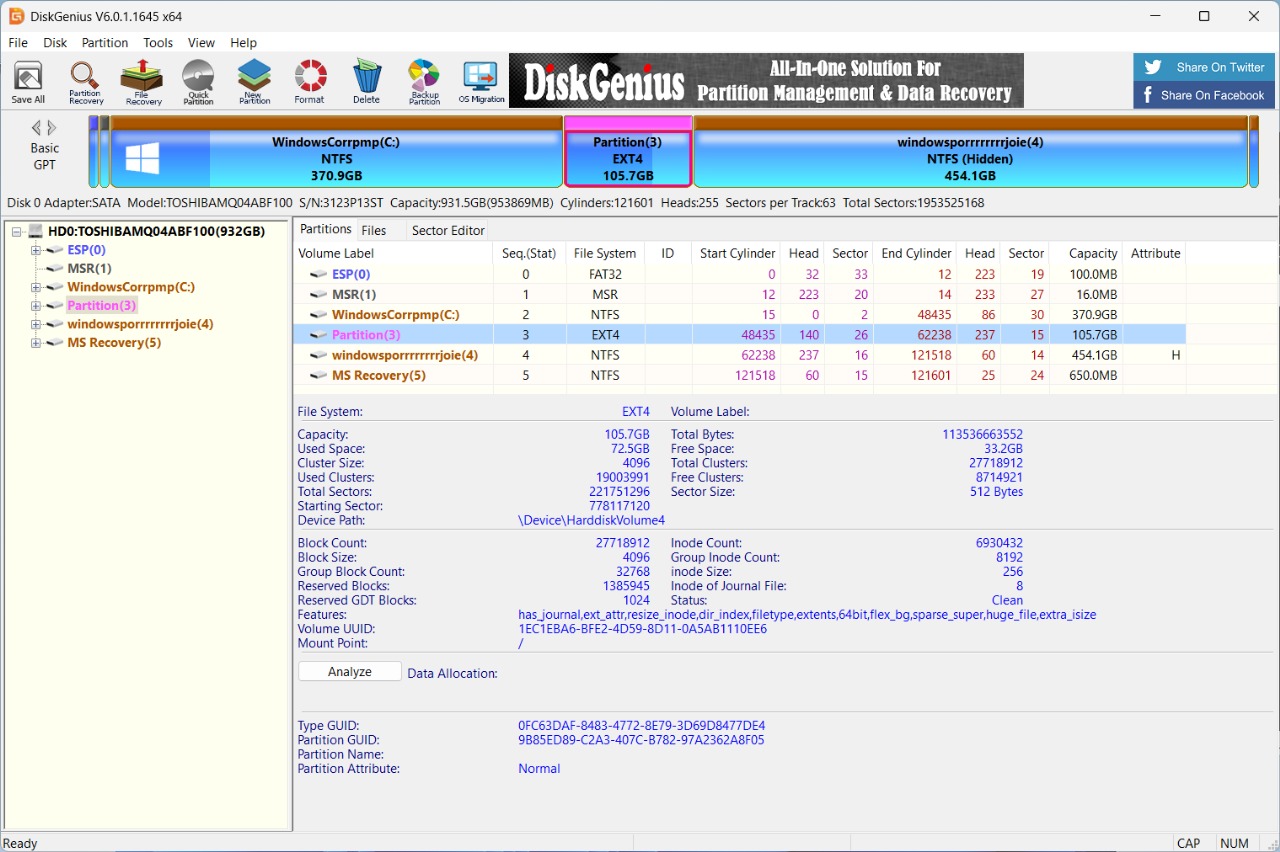 DiskGenius V6.0.1.1645 x64
File Disk Partition Tools View Help
Save All Partition Recovery File Recovery Quick Partition New Partition Format Delete Backup Partition OS Migration
DiskGenius All-In-One Solution For
Partition Management & Data Recovery
Share On Twitter
Share On Facebook
Basic
GPT
WindowsCorrpmp(C:)
NTFS
370.9GB
Partition(3)
EXT4
105.7GB
windowsporrrrrrrrjoie(4)
NTFS (Hidden)
454.1GB
Disk 0 Adapter:SATA Model:TOSHIBAMQ04ABF100 S/N:3123P13ST Capacity:931.5GB(953869MB) Cylinders:121601 Heads:255 Sectors per Track:63 Total Sectors:1953525168
HD0:TOSHIBAMQ04ABF100(932GB)
ESP(0)
MSR(1)
WindowsCorrpmp(C:)
Partition(3)
windowsporrrrrrrrjoie(4)
MS Recovery(5)
Partitions Files Sector Editor
Volume Label Seq.(Stat) File System ID Start Cylinder Head Sector End Cylinder Head Sector Capacity Attribute
ESP(0) 0 FAT32 0 32 33 12 223 19 100.0MB
MSR(1) 1 MSR 12 223 20 14 233 27 16.0MB
WindowsCorrpmp(C:) 2 NTFS 15 0 2 48435 86 30 370.9GB
Partition(3) 3 EXT4 48435 140 26 62238 237 15 105.7GB
windowsporrrrrrrrjoie(4) 4 NTFS 62238 237 16 121518 60 14 454.1GB H
MS Recovery(5) 5 NTFS 121518 60 15 121601 25 24 650.0MB
File System: EXT4 Volume Label:
Capacity: 105.7GB Total Bytes: 113536663552
Used Space: 72.5GB Free Space: 33.2GB
Cluster Size: 4096 Total Clusters: 27718912
Used Clusters: 19003991 Free Clusters: 8714921
Total Sectors: 221751296 Sector Size: 512 Bytes
Starting Sector: 778117120
Device Path: \Device\HarddiskVolume4
Block Count: 27718912 Inode Count: 6930432
Block Size: 4096 Group Inode Count: 8192
Group Block Count: 32768 inode Size: 256
Reserved Blocks: 1385945 Inode of Journal File: 8
Reserved GDT Blocks: 1024 Status: Clean
Features: has_journal,ext_attr,resize_inode,dir_index,filetype,extents,64bit,flex_bg,sparse_super,huge_file,extra_isize
Volume UUID: 1EC1EBA6-BFE2-4D59-8D11-0A5AB1110EE6
Mount Point: /
Analyze Data Allocation:
Type GUID: 0FC63DAF-8483-4772-8E79-3D69D8477DE4
Partition GUID: 9B85ED89-C2A3-407C-B782-97A2362A8F05
Partition Name:
Partition Attribute: Normal
Ready CAP NUM